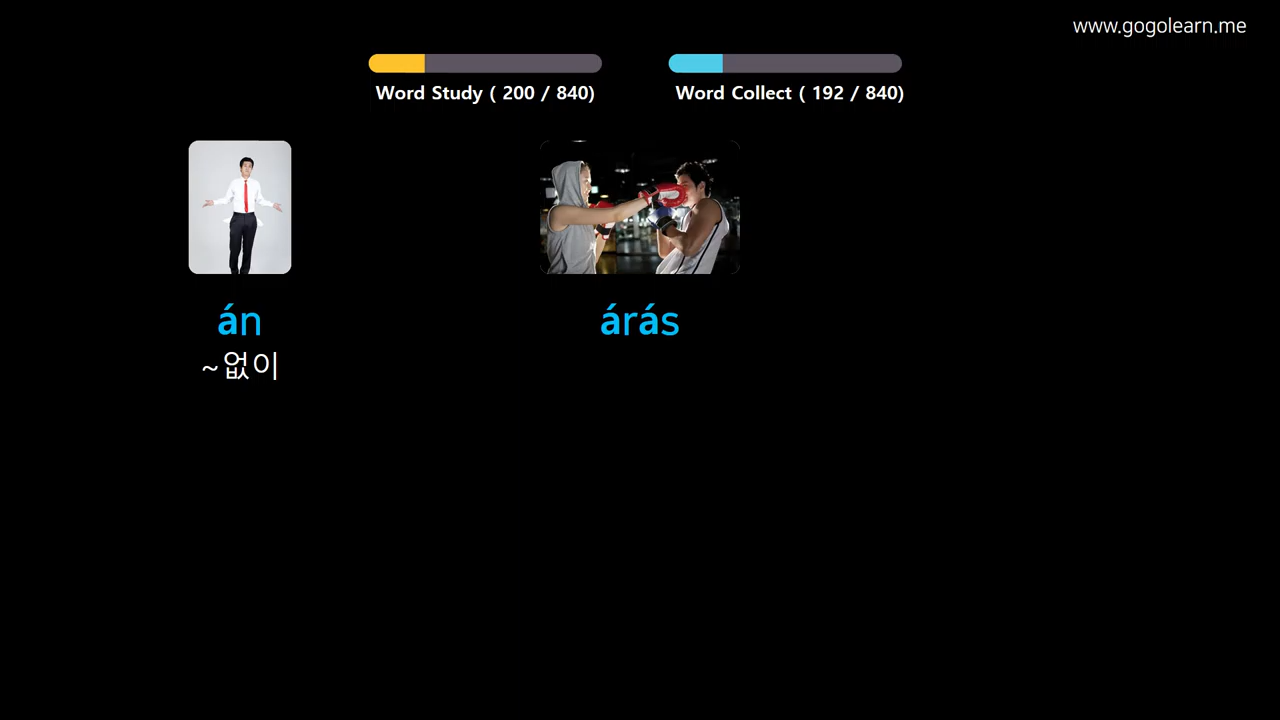 www.gogolearn.me
Word Study ( 200 / 840)
Word Collect ( 192 / 840)
án
~없이
árás